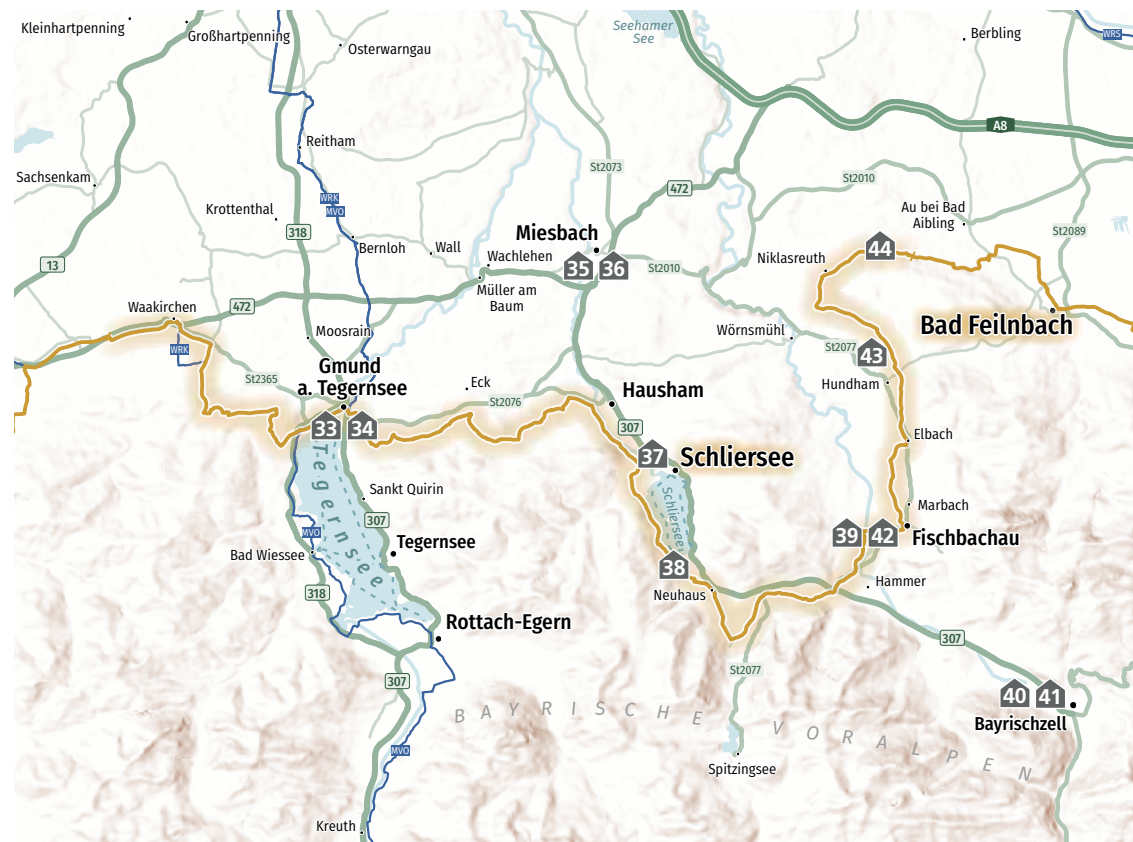 Kleinhartpenning
Großhartpenning
Osterwarngau
Seehamer
See
Berbling
WRS
A8
Reitham
St2073
Sachsenkam
472
St2010
WRK
MVO
Krottenthal
318
Au bei Bad
Aibling
St2089
Bernloh
Wall
Miesbach
Wachlehen
35
36
St2010
Niklasreuth
44
13
Müller am
Baum
Waakirchen
472
Moosrain
Wörnsmühl
Bad Feilnbach
WRK
St2077
43
Gmund
a. Tegernsee
St2365
Eck
Hundham
St2076
Hausham
33
34
307
Elbach
37
Schliersee
Tegernsee
Sankt Quirin
Schliersee
Marbach
307
MVO
39
42
Fischbachau
Tegernsee
Bad Wiessee
38
Hammer
318
Neuhaus
Rottach-Egern
307
St2077
307
40
41
BAYRISCHE VORALPEN
Bayrischzell
MVO
Spitzingsee
Kreuth